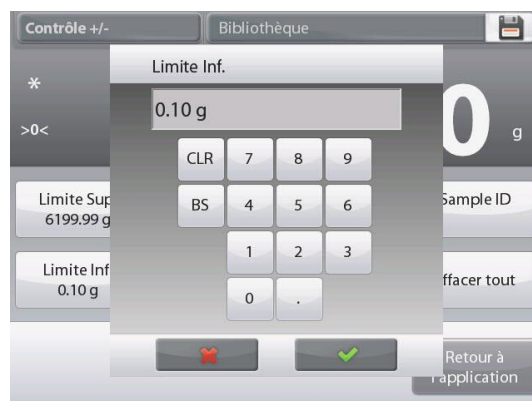 Contrôle +/-
Bibliothèque
*
>0<
0
g
Limite Inf.
0.10 g
CLR 7 8 9
BS 4 5 6
1 2 3
0 .
Limite Sup
6199.99 g
Sample ID
Limite Inf
0.10 g
ffacer tout
Retour à
l'application